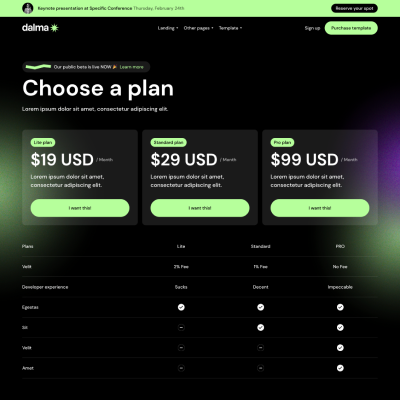 Keynote presentation at Specific Conference Thursday, February 24th.
Reserve your spot
dalma
Landing
Other pages
Template
Sign up
Purchase template
Our public beta is live NOW 🎉 Learn more
Choose a plan
Lorem ipsum dolor sit amet, consectetur adipiscing elit.
Lite plan
$19 USD / Month
Lorem ipsum dolor sit amet,
consectetur adipiscing elit.
I want this!
Standard plan
$29 USD / Month
Lorem ipsum dolor sit amet,
consectetur adipiscing elit.
I want this!
Pro plan
$99 USD / Month
Lorem ipsum dolor sit amet,
consectetur adipiscing elit.
I want this!
Plans Lite Standard PRO
Velit 2% Fee 1% Fee No Fee
Developer experience Sucks Decent Impeccable
Egestas
Sit
Velit
Amet